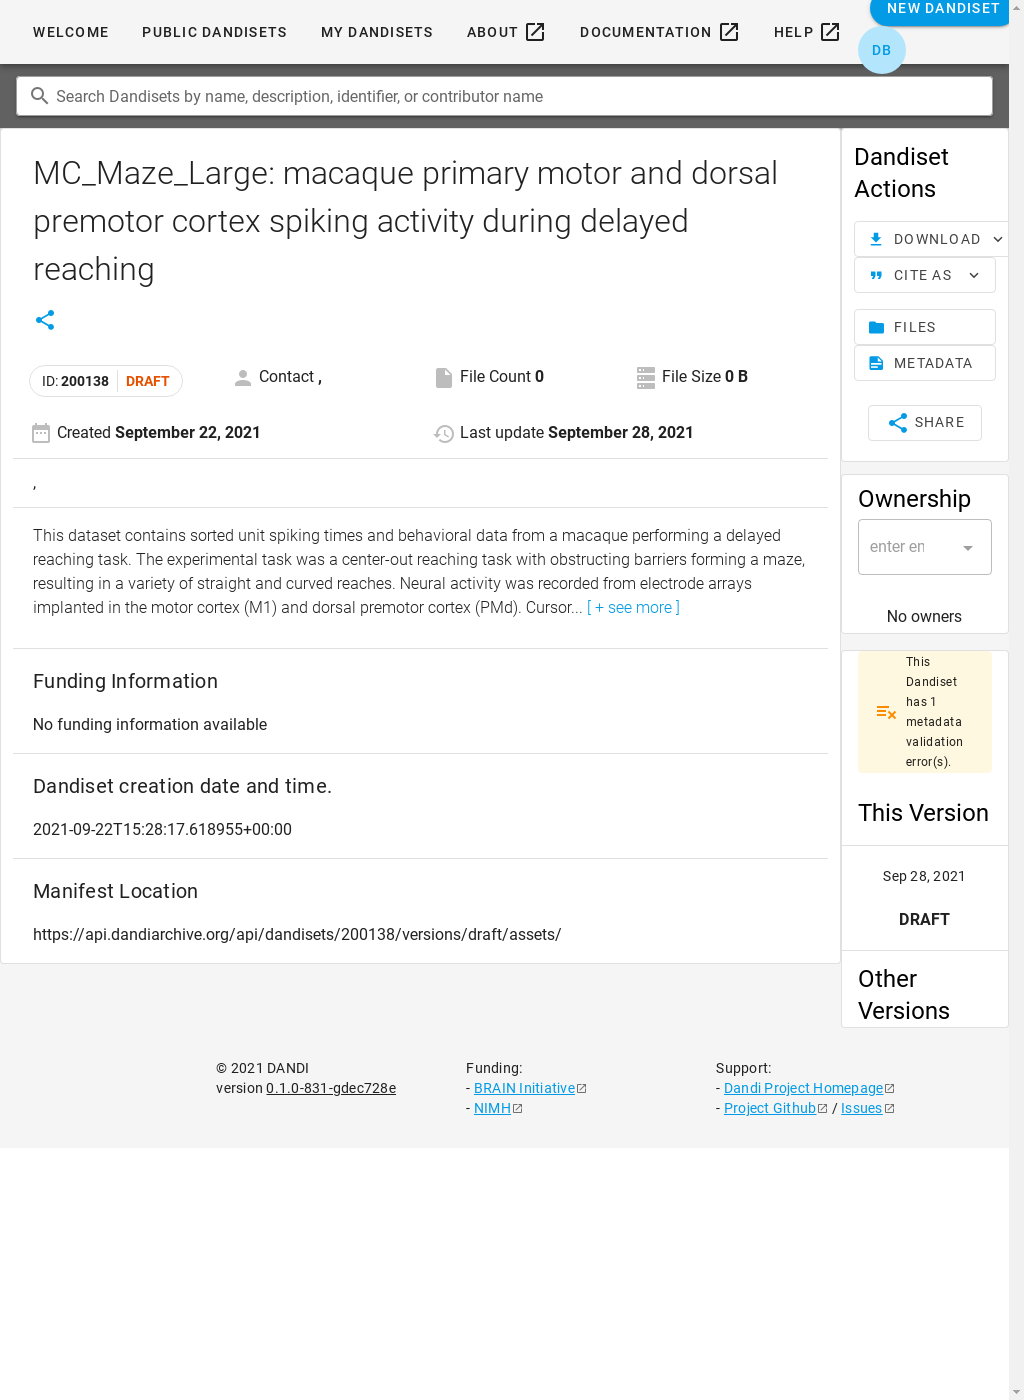 WELCOME PUBLIC DANDISETS MY DANDISETS ABOUT DOCUMENTATION HELP NEW DANDISET
DB
Search Dandisets by name, description, identifier, or contributor name
MC_Maze_Large: macaque primary motor and dorsal
premotor cortex spiking activity during delayed
reaching
ID: 200138 DRAFT
Contact ,
File Count 0
File Size 0 B
Created September 22, 2021
Last update September 28, 2021
,
This dataset contains sorted unit spiking times and behavioral data from a macaque performing a delayed
reaching task. The experimental task was a center-out reaching task with obstructing barriers forming a maze,
resulting in a variety of straight and curved reaches. Neural activity was recorded from electrode arrays
implanted in the motor cortex (M1) and dorsal premotor cortex (PMd). Cursor... [ + see more ]
Funding Information
No funding information available
Dandiset creation date and time.
2021-09-22T15:28:17.618955+00:00
Manifest Location
https://api.dandiarchive.org/api/dandisets/200138/versions/draft/assets/
Dandiset
Actions
DOWNLOAD
CITE AS
FILES
METADATA
SHARE
Ownership
enter en
No owners
This
Dandiset
has 1
metadata
validation
error(s).
This Version
Sep 28, 2021
DRAFT
Other
Versions
© 2021 DANDI
version 0.1.0-831-gdec728e
Funding:
- BRAIN Initiative
- NIMH
Support:
- Dandi Project Homepage
- Project Github / Issues